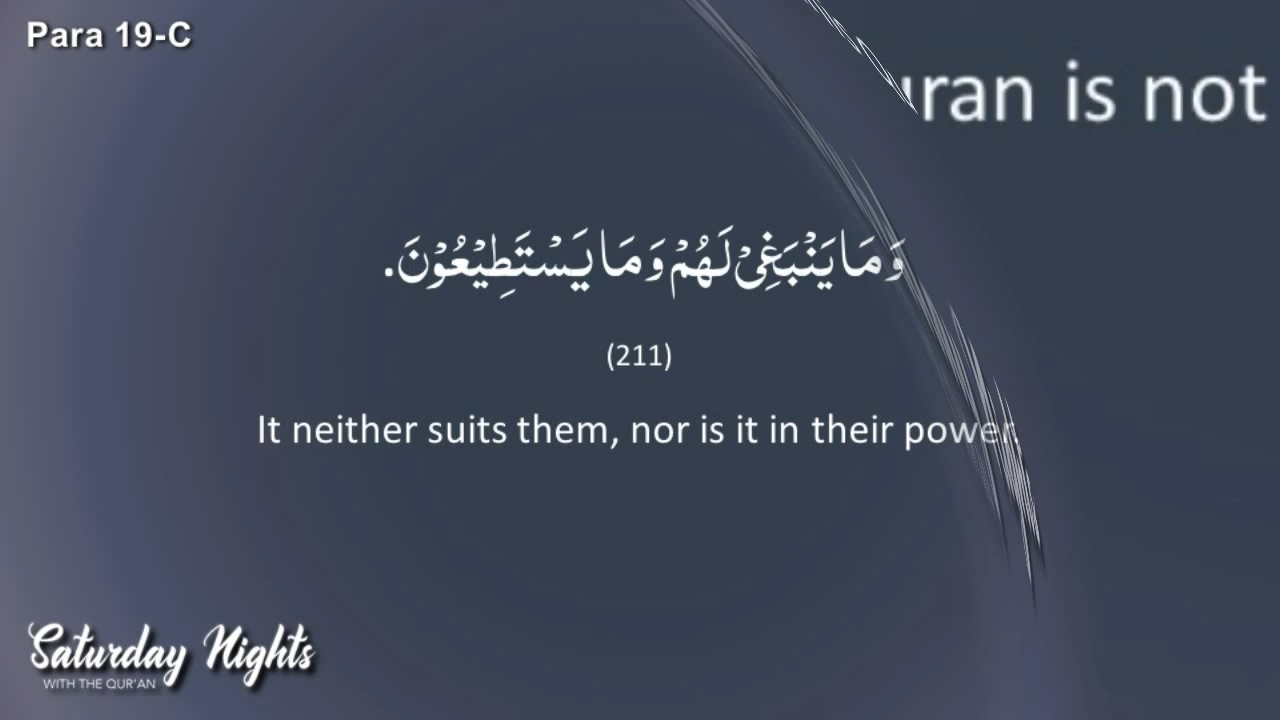 Para 19-C
ran is not
وَمَا يَنْۢبَغِىْ لَهُمْ وَمَا يَسْتَطِيْعُوْنَ.
(211)
It neither suits them, nor is it in their power.
Saturday Nights
WITH THE QUR'AN